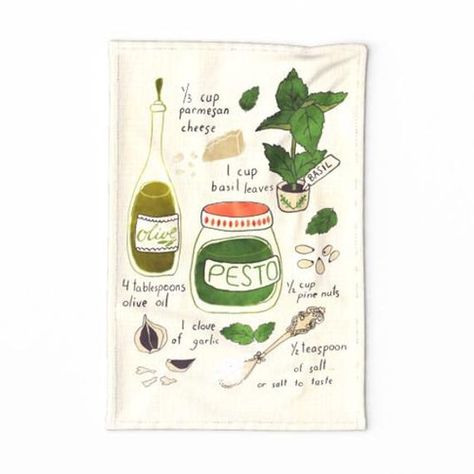 ⅓ cup
parmesan
cheese
1 cup
basil leaves
BASIL
Olive
PESTO
4 tablespoons
olive oil
½ cup
pine nuts
1 clove
of garlic
½ teaspoon
of salt
or salt to taste